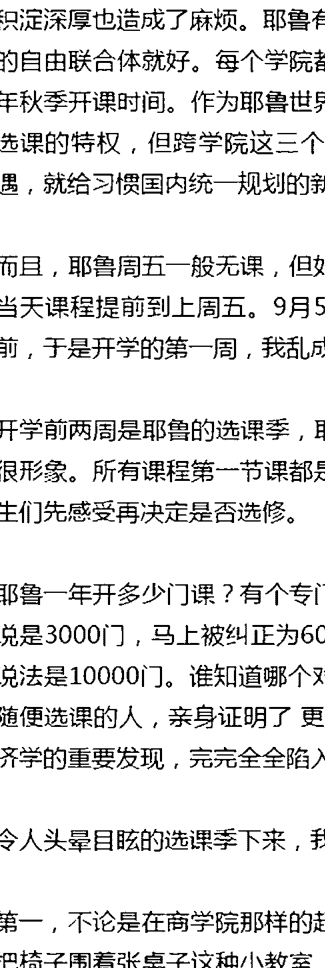 积淀深厚也造成了麻烦。耶鲁有
的自由联合体就好。每个学院都
年秋季开课时间。作为耶鲁世界
选课的特权，但跨学院这三个
遇，就给习惯国内统一规划的新
而且，耶鲁周五一般无课，但如
当天课程提前到上周五。9月5
前，于是开学的第一周，我乱成
开学前两周是耶鲁的选课季，耶
很形象。所有课程第一节课都是
生们先感受再决定是否选修。
耶鲁一年开多少门课？有个专门
说是3000门，马上被纠正为60
说法是10000门。谁知道哪个对
随便选课的人，亲身证明了 更
济学的重要发现，完完全全陷入
令人头晕目眩的选课季下来，我
第一，不论是在商学院那样的超
把椅子围着张桌子这种小教室，